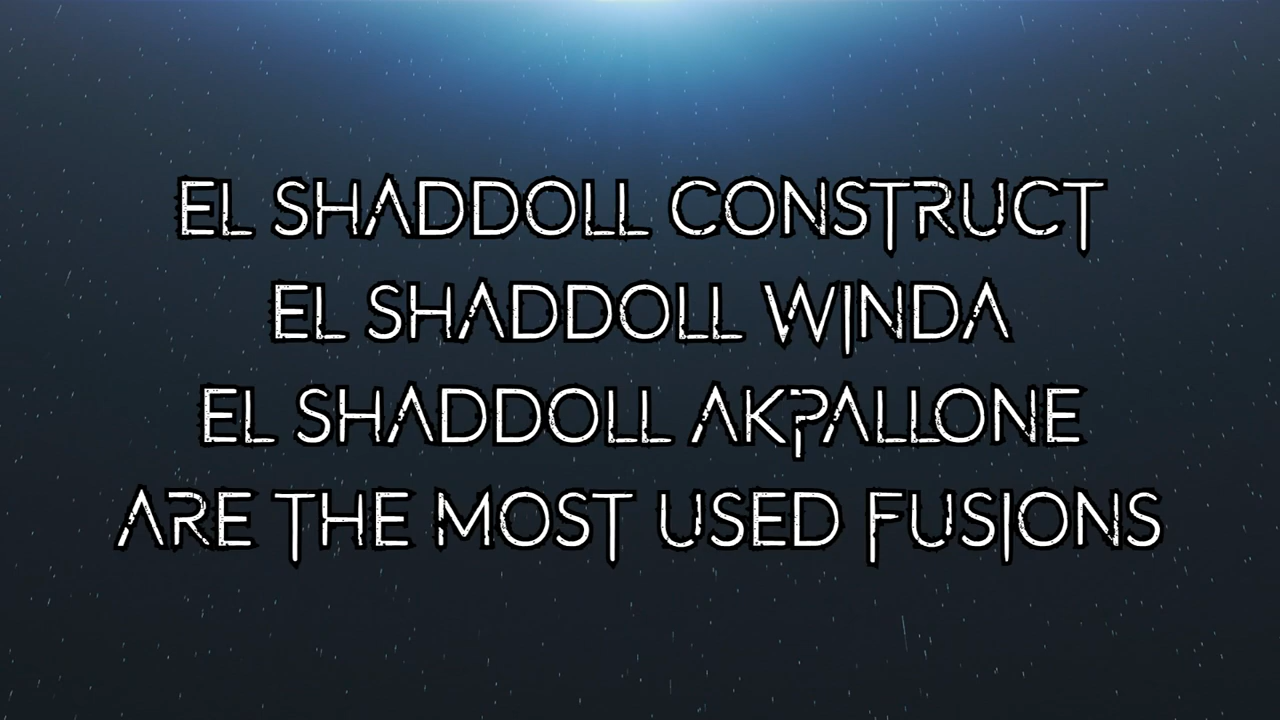 EL SHADDOLL CONSTRUCT
EL SHADDOLL WINDA
EL SHADDOLL AKPALLONE
ARE THE MOST USED FUSIONS